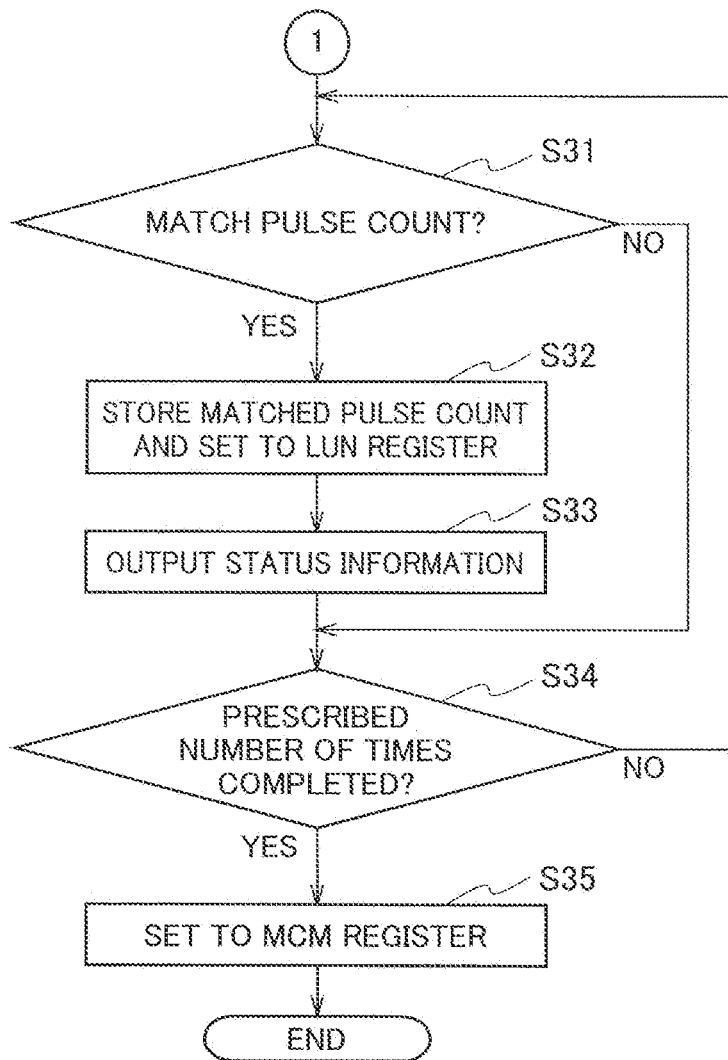 1
S31
MATCH PULSE COUNT?
NO
YES
S32
STORE MATCHED PULSE COUNT
AND SET TO LUN REGISTER
S33
OUTPUT STATUS INFORMATION
S34
PRESCRIBED
NUMBER OF TIMES
COMPLETED?
NO
YES
S35
SET TO MCM REGISTER
END